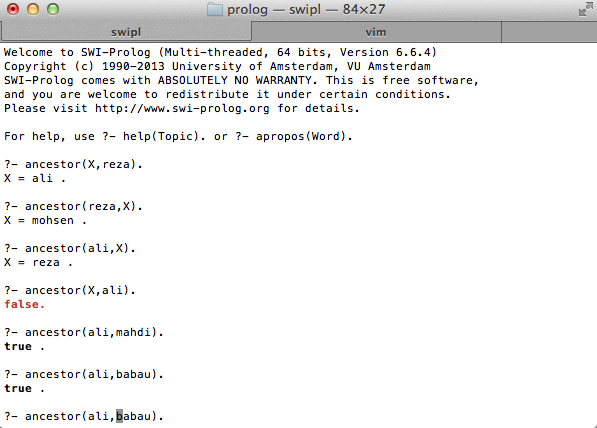 prolog — swipl — 84×27
swipl vim
Welcome to SWI-Prolog (Multi-threaded, 64 bits, Version 6.6.4)
Copyright (c) 1990-2013 University of Amsterdam, VU Amsterdam
SWI-Prolog comes with ABSOLUTELY NO WARRANTY. This is free software,
and you are welcome to redistribute it under certain conditions.
Please visit http://www.swi-prolog.org for details.
For help, use ?- help(Topic). or ?- apropos(Word).
?- ancestor(X,reza).
X = ali .
?- ancestor(reza,X).
X = mohsen .
?- ancestor(ali,X).
X = reza .
?- ancestor(X,ali).
false.
?- ancestor(ali,mahdi).
true .
?- ancestor(ali,babau).
true .
?- ancestor(ali,babau).